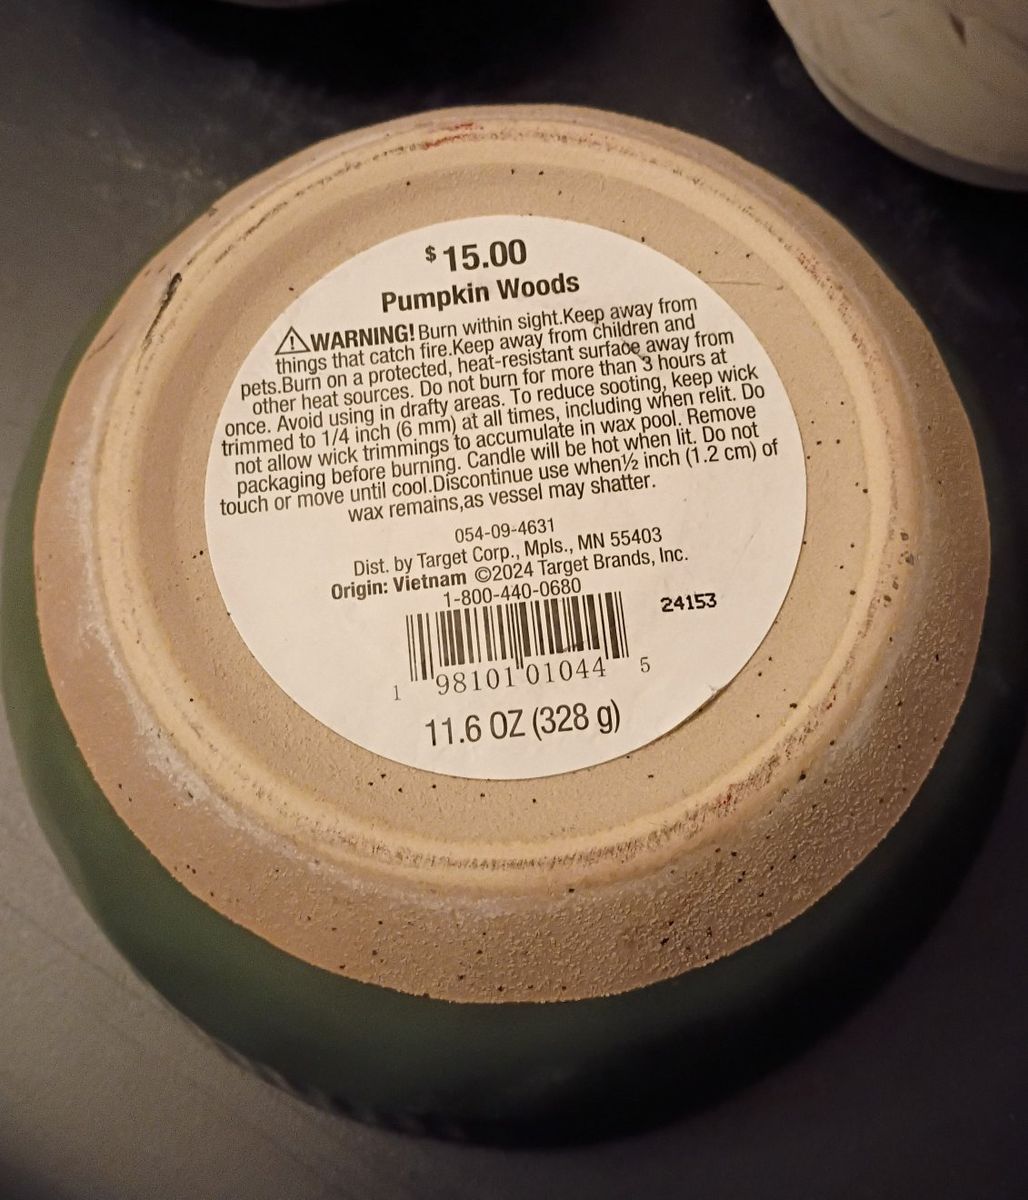 $15.00
Pumpkin Woods
WARNING! Burn within sight.Keep away from
things that catch fire.Keep away from children and
pets.Burn on a protected, heat-resistant surface away from
other heat sources. Do not burn for more than 3 hours at
once. Avoid using in drafty areas. To reduce sooting, keep wick
trimmed to 1/4 inch (6 mm) at all times, including when relit. Do
not allow wick trimmings to accumulate in wax pool. Remove
packaging before burning. Candle will be hot when lit. Do not
touch or move until cool.Discontinue use when½ inch (1.2 cm) of
wax remains,as vessel may shatter.
054-09-4631
Dist. by Target Corp., Mpls., MN 55403
Origin: Vietnam ©2024 Target Brands, Inc.
1-800-440-0680
24153
1 98101 01044 5
11.6 OZ (328 g)